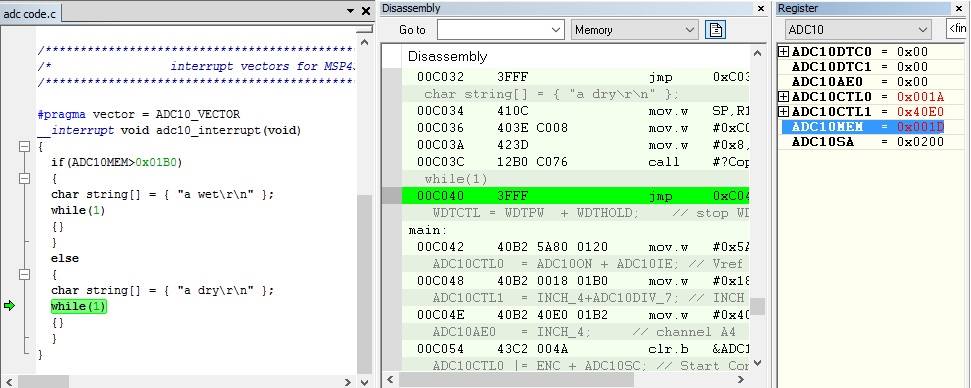 adc code.c
/***********************************************
/*        interrupt vectors for MSP4
/***********************************************
#pragma vector = ADC10_VECTOR
__interrupt void adc10_interrupt(void)
{
if(ADC10MEM>0x01B0)
{
char string[] = { "a wet\r\n" };
while(1)
{}
}
else
{
char string[] = { "a dry\r\n" };
while(1)
{}
}
}
Disassembly
Go to
Memory
Disassembly
00C032 3FFF jmp 0xC03
char string[] = { "a dry\r\n" };
00C034 410C mov.w SP,R1
00C036 403E C008 mov.w #0xC0
00C03A 423D mov.w #0x8,
00C03C 12B0 C076 call #?Cop
while(1)
00C040 3FFF jmp 0xC04
WDTCTL = WDTPW + WDTHOLD; // stop WD
main:
00C042 40B2 5A80 0120 mov.w #0x5A
ADC10CTL0 = ADC10ON + ADC10IE; // Vref
00C048 40B2 0018 01B0 mov.w #0x18
ADC10CTL1 = INCH_4+ADC10DIV_7; // INCH
00C04E 40B2 40E0 01B2 mov.w #0x40
ADC10AE0 = INCH_4; // channel A4
00C054 43C2 004A clr.b &ADC1
ADC10CTL0 |= ENC + ADC10SC; // Start Con
Register
ADC10
<fin
ADC10DTC0 = 0x00
ADC10DTC1 = 0x00
ADC10AE0 = 0x00
ADC10CTL0 = 0x001A
ADC10CTL1 = 0x40E0
ADC10MEM = 0x001D
ADC10SA = 0x0200